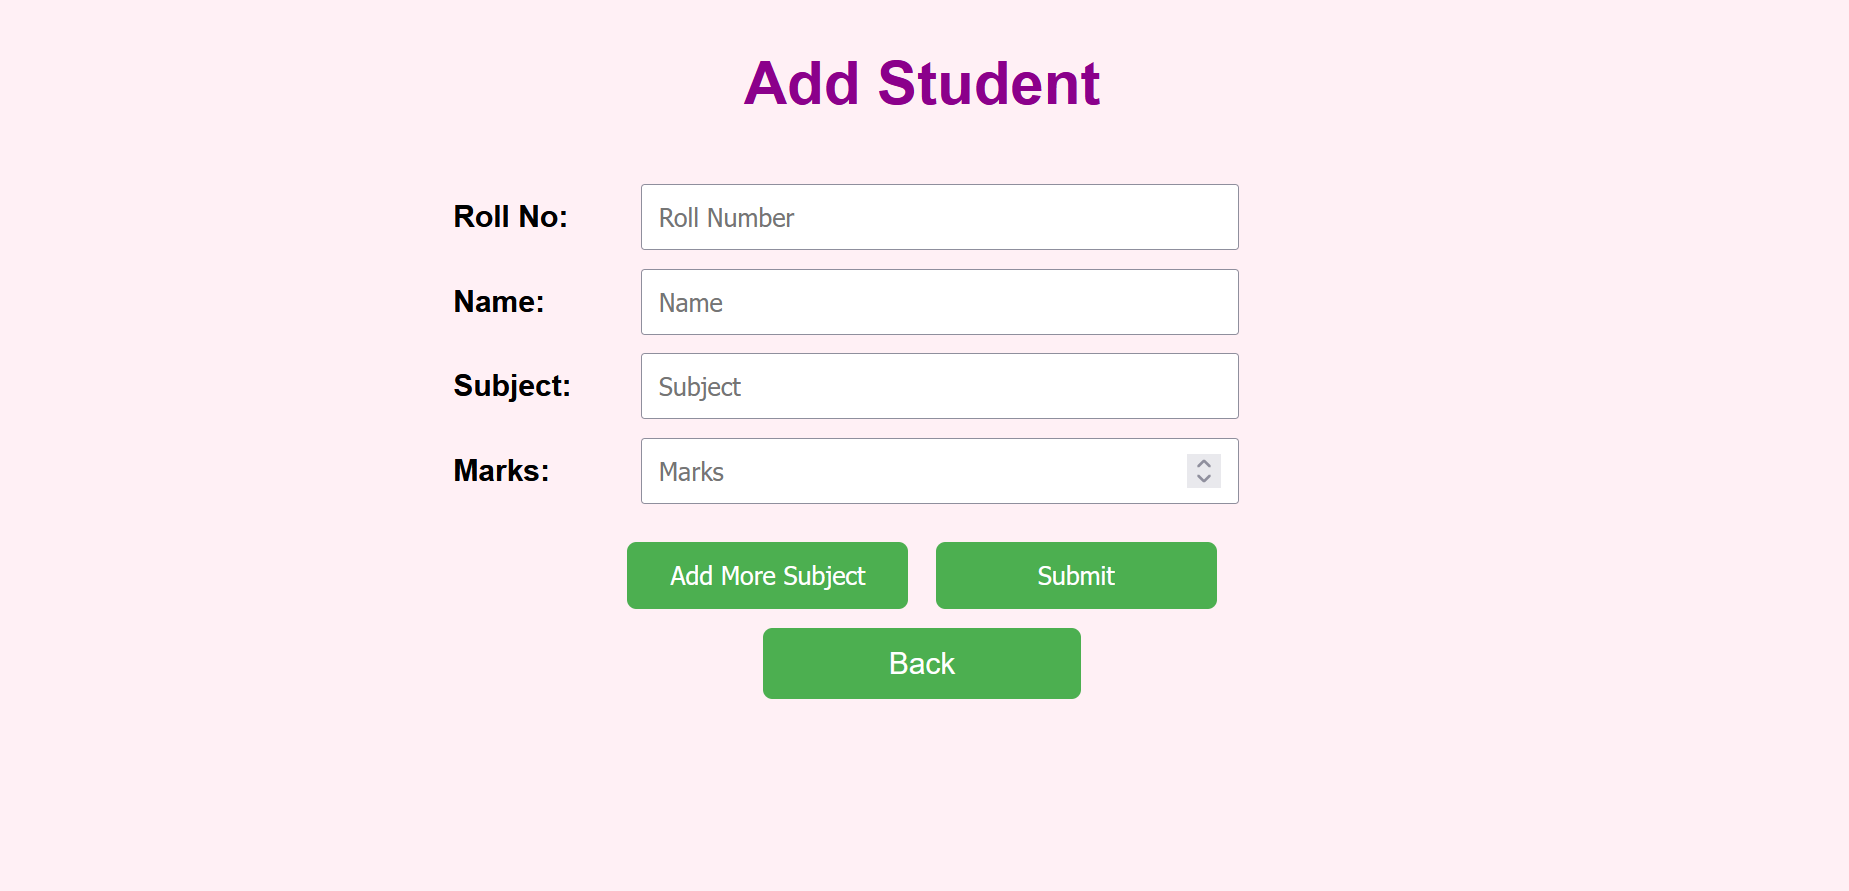 Add Student
Roll No: Roll Number
Name: Name
Subject: Subject
Marks: Marks
Add More Subject Submit
Back